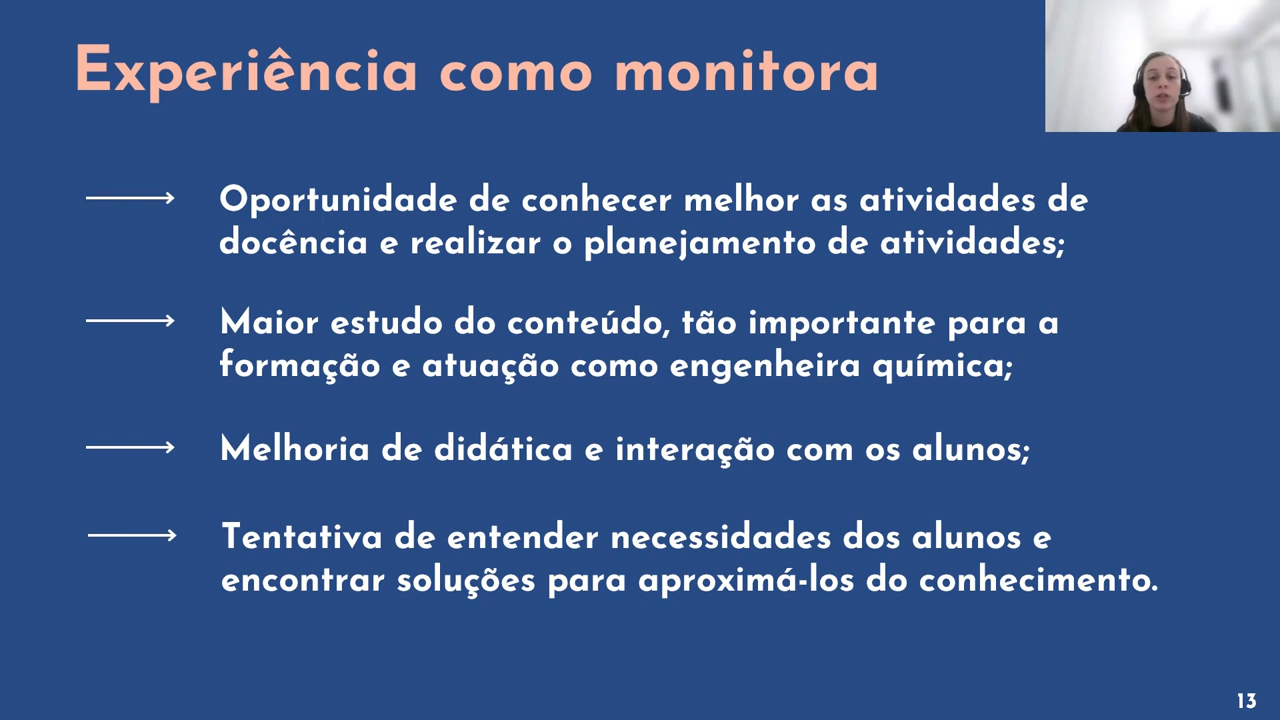 Experiência como monitora
Oportunidade de conhecer melhor as atividades de
docência e realizar o planejamento de atividades;
Maior estudo do conteúdo, tão importante para a
formação e atuação como engenheira química;
Melhoria de didática e interação com os alunos;
Tentativa de entender necessidades dos alunos e
encontrar soluções para aproximá-los do conhecimento.
13